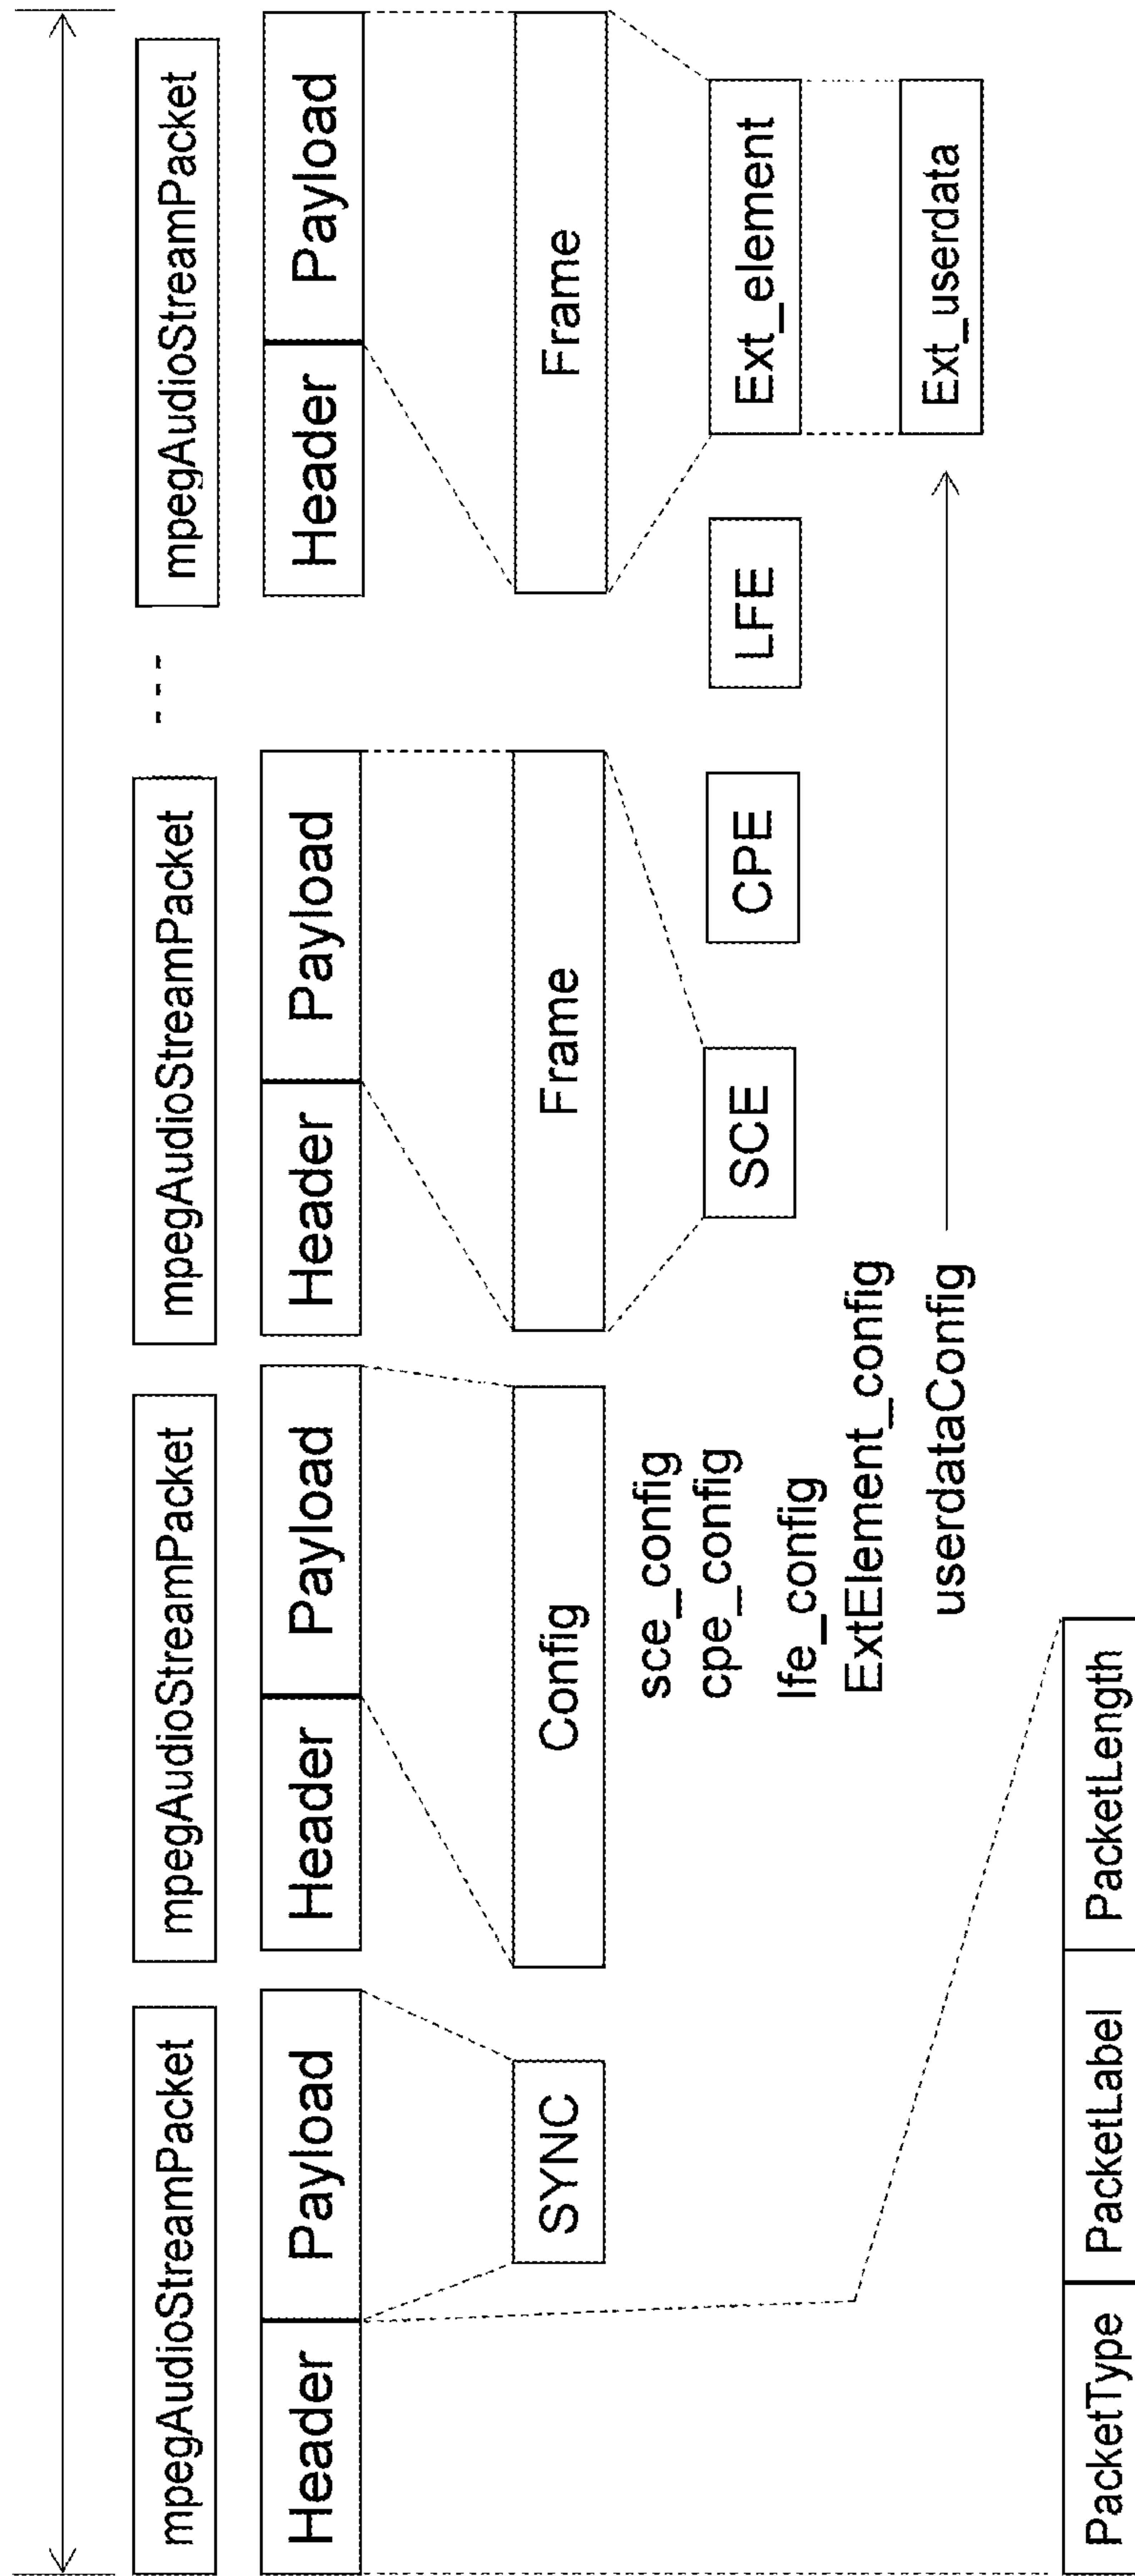 mpegAudioStreamPacket mpegAudioStreamPacket mpegAudioStreamPacket - - - mpegAudioStreamPacket
Header Payload Header Payload Header Payload Header Payload
SYNC Config Frame Frame
sce_config
cpe_config
lfe_config
ExtElement_config
userdataConfig
SCE CPE LFE Ext_element
Ext_userdata
PacketType PacketLabel PacketLength